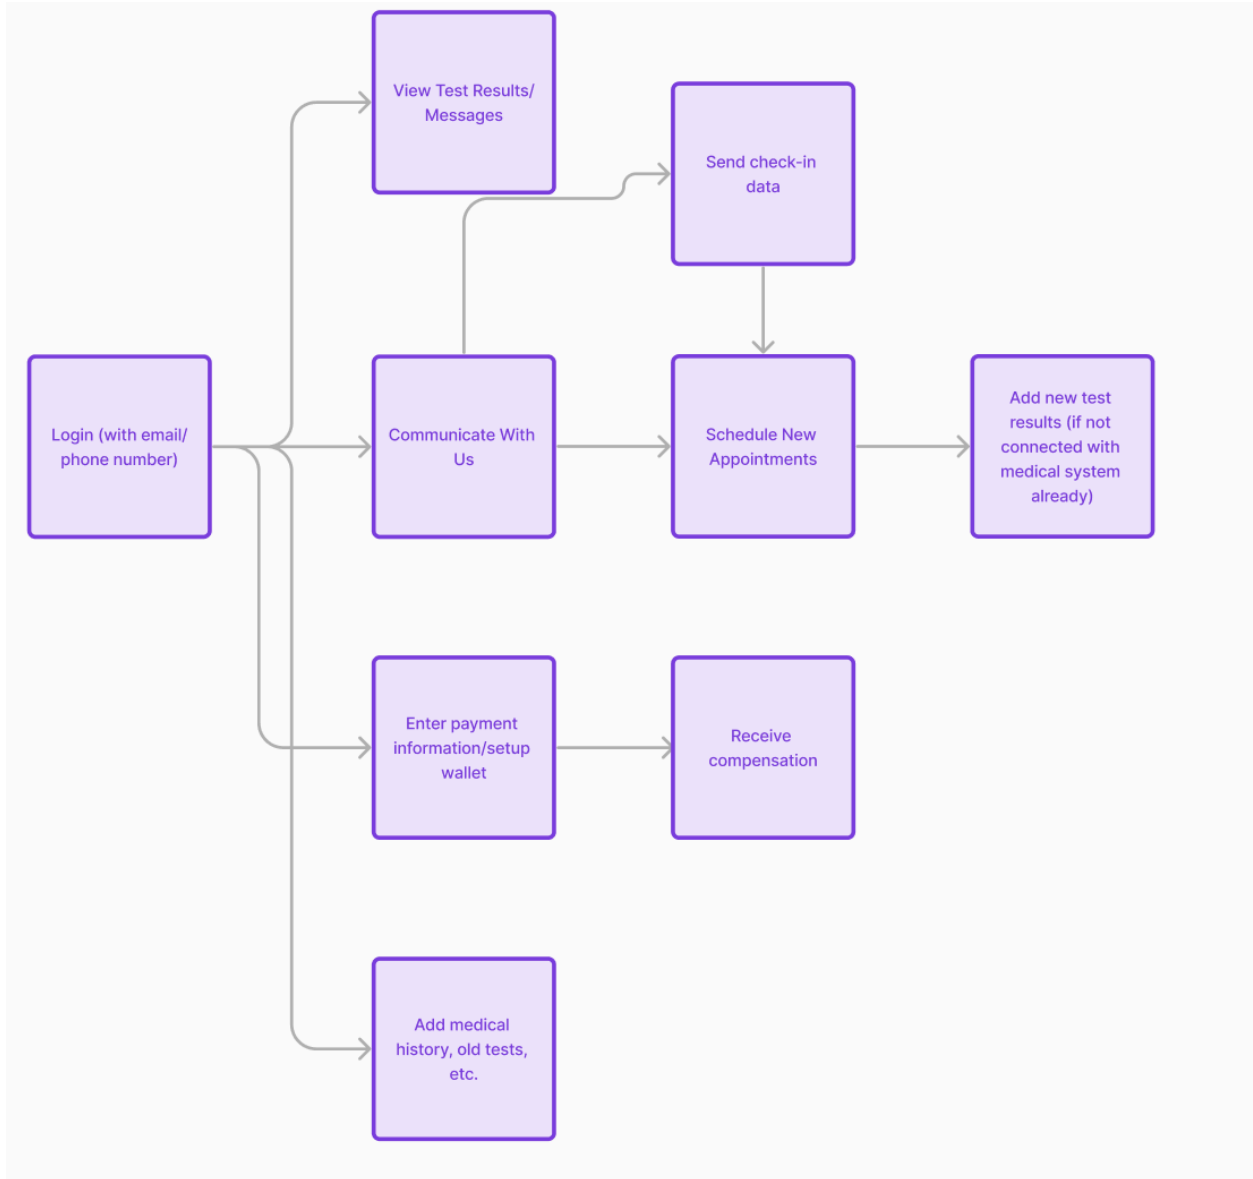 View Test Results/
Messages
Send check-in
data
Login (with email/
phone number)
Communicate With
Us
Schedule New
Appointments
Add new test
results (if not
connected with
medical system
already)
Enter payment
information/setup
wallet
Receive
compensation
Add medical
history, old tests,
etc.